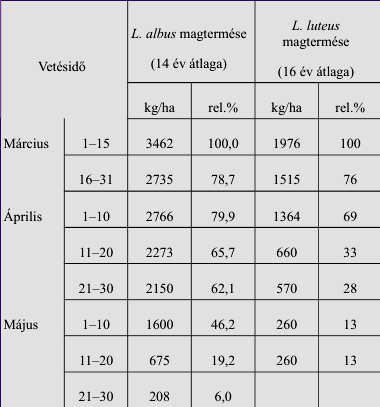 Vetésidő
L. albus magtermése
(14 év átlaga)
L. luteus
magtermése
(16 év átlaga)
kg/ha rel.% kg/ha rel.%
Március 1–15 3462 100,0 1976 100
16–31 2735 78,7 1515 76
Április 1–10 2766 79,9 1364 69
11–20 2273 65,7 660 33
21–30 2150 62,1 570 28
Május 1–10 1600 46,2 260 13
11–20 675 19,2 260 13
21–30 208 6,0